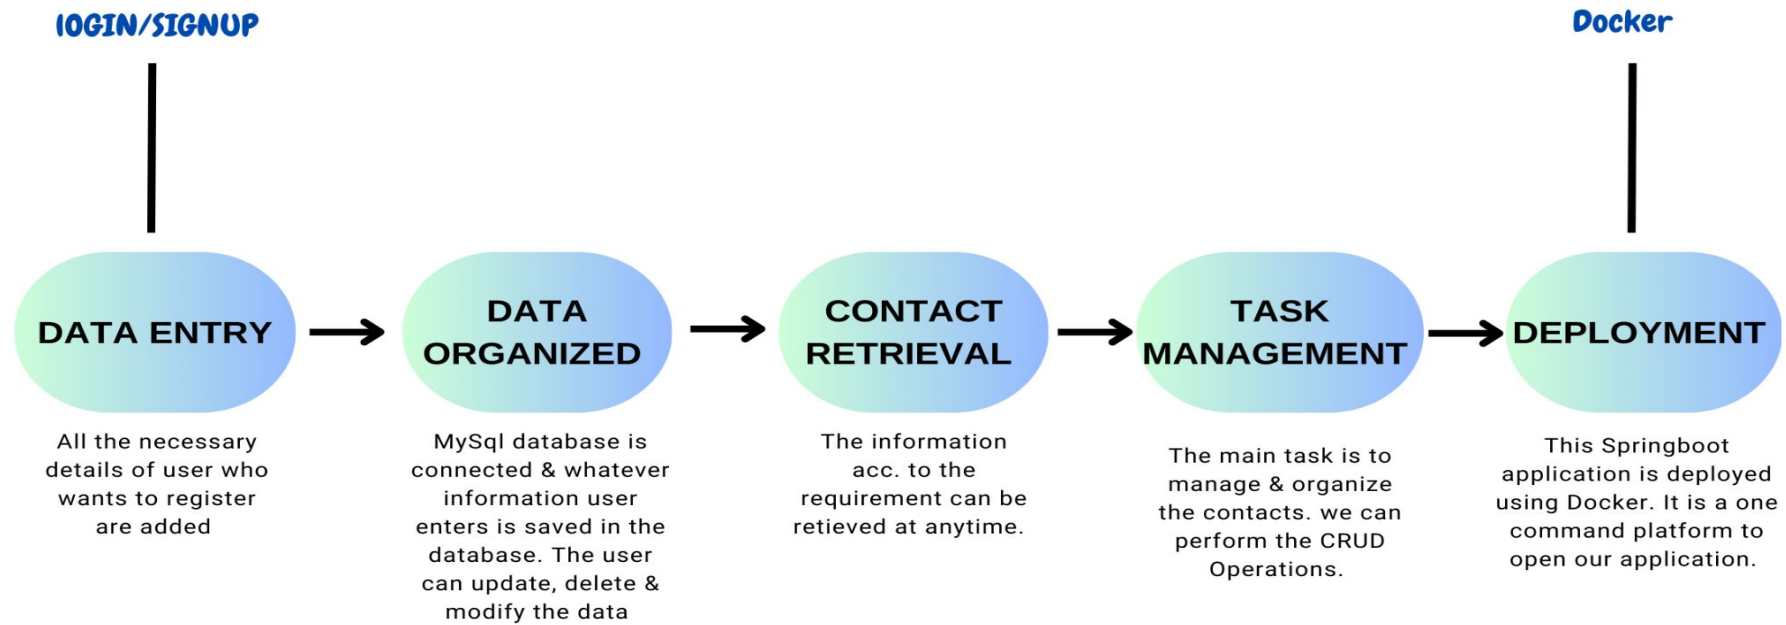 lOGIN/SIGNUP
Docker
DATA ENTRY
DATA
ORGANIZED
CONTACT
RETRIEVAL
TASK
MANAGEMENT
DEPLOYMENT
All the necessary
details of user who
wants to register
are added
MySql database is
connected & whatever
information user
enters is saved in the
database. The user
can update, delete &
modify the data
The information
acc. to the
requirement can be
retieved at anytime.
The main task is to
manage & organize
the contacts. we can
perform the CRUD
Operations.
This Springboot
application is deployed
using Docker. It is a one
command platform to
open our application.